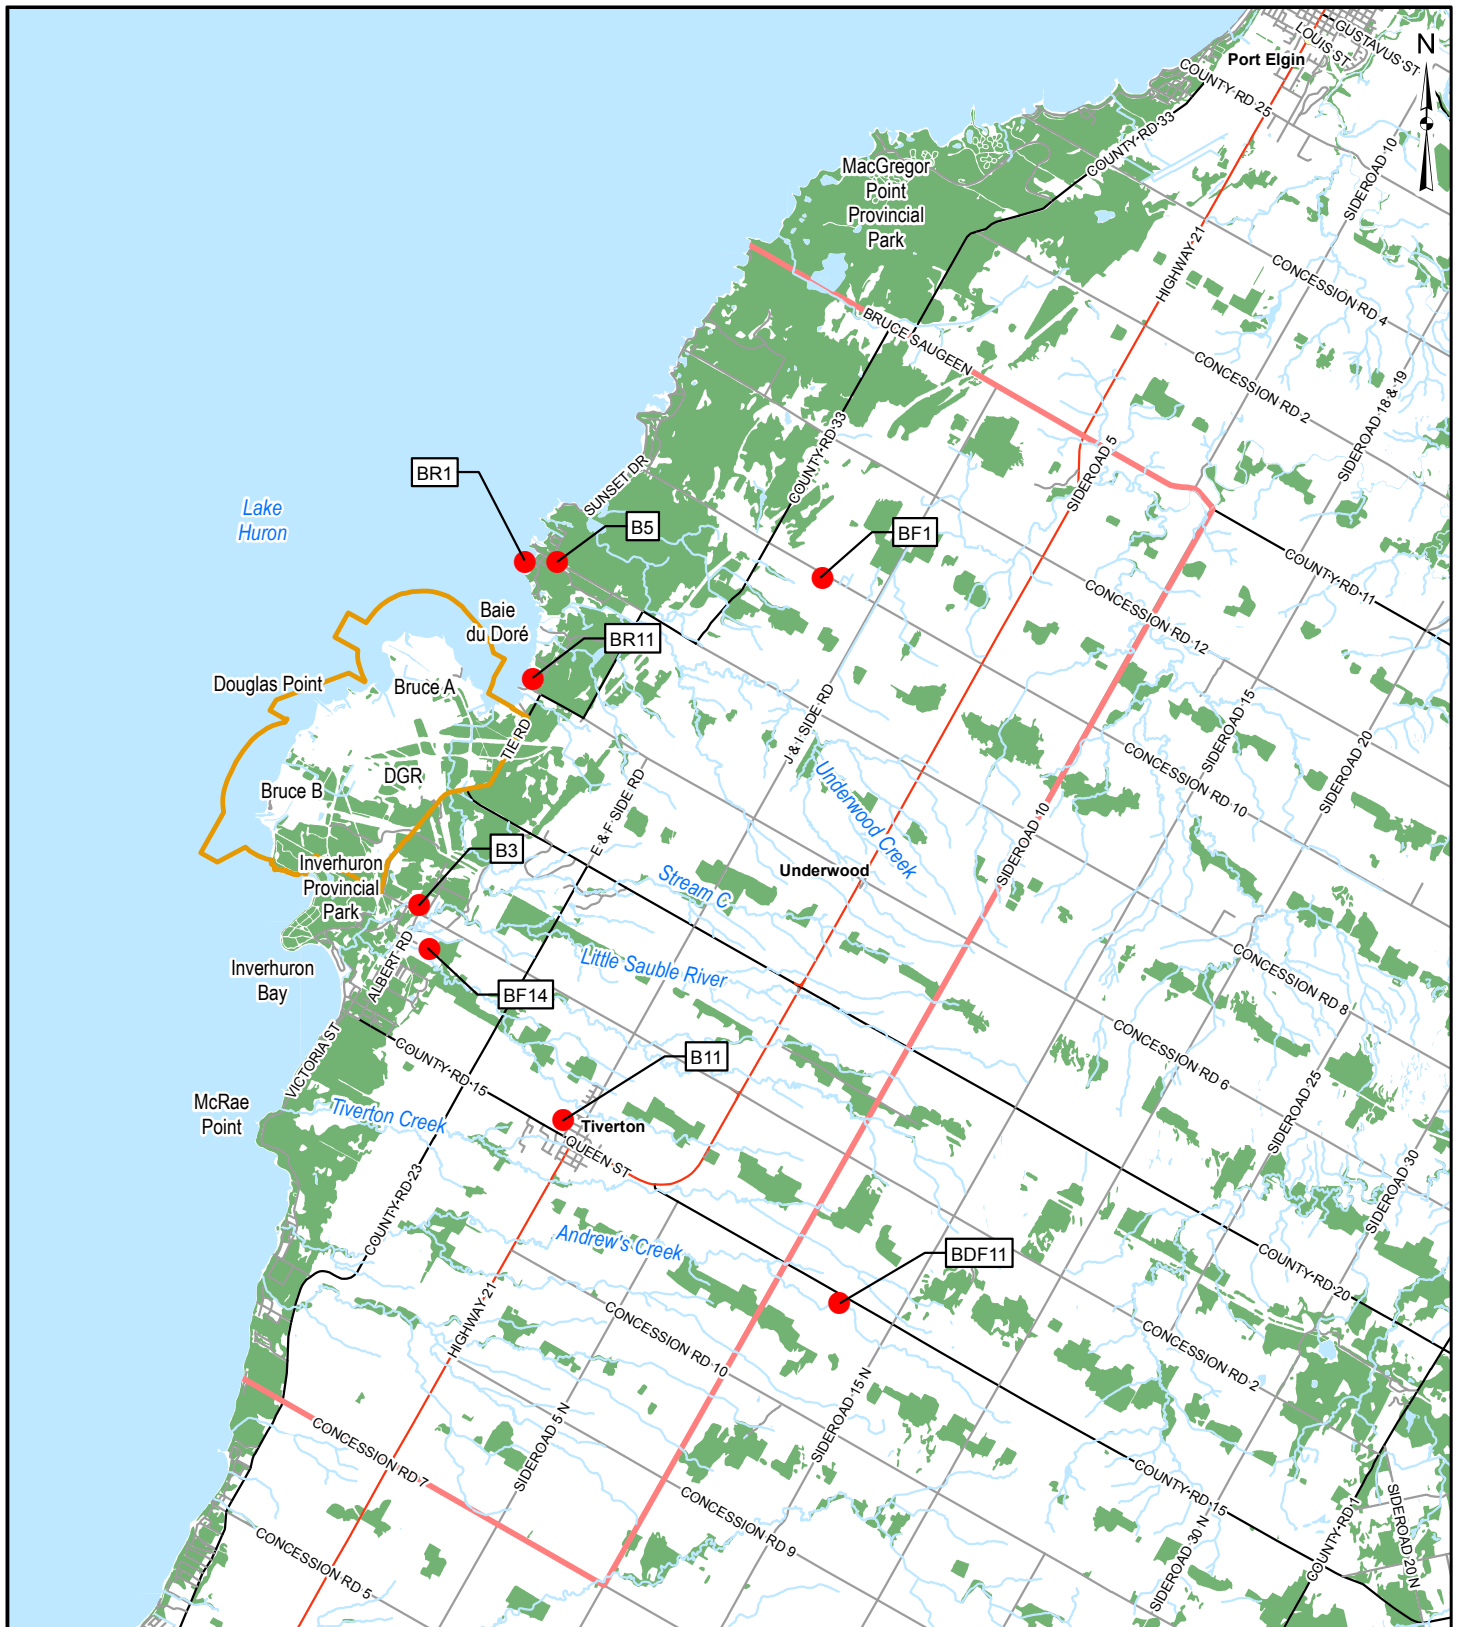 GUSTAVUS ST
LOUIS ST
N
Port Elgin
COUNTY RD 25
COUNTY RD 33
SIDEROAD 10
MacGregor
Point
Provincial
Park
HIGHWAY 21
CONCESSION RD 4
BRUCE SAUGEEN
CONCESSION RD 2
SIDEROAD 18 & 19
COUNTY RD 33
SIDEROAD 5
BR1
SUNSET DR
Lake
Huron
B5
BF1
COUNTY RD 11
CONCESSION RD 12
Baie
du Doré
BR11
Douglas Point
Bruce A
TIE RD
J & I SIDE RD
SIDEROAD 15
SIDEROAD 20
CONCESSION RD 10
DGR
Bruce B
E & F SIDE RD
Underwood Creek
SIDEROAD 10
B3
Inverhuron
Provincial
Park
Stream C
Underwood
ALBERT RD
Little Sauble River
Inverhuron
Bay
BF14
CONCESSION RD 8
VICTORIA ST
COUNTY RD 15
B11
CONCESSION RD 6
SIDEROAD 25
McRae
Point
Tiverton Creek
Tiverton
QUEEN ST
COUNTY RD 23
SIDEROAD 30
Andrew's Creek
BDF11
COUNTY RD 20
HIGHWAY 21
CONCESSION RD 10
CONCESSION RD 2
SIDEROAD 15 N
SIDEROAD 5 N
CONCESSION RD 7
COUNTY RD 15
CONCESSION RD 9
SIDEROAD 30 N
COUNTY RD 1
SIDEROAD 20 N
CONCESSION RD 5